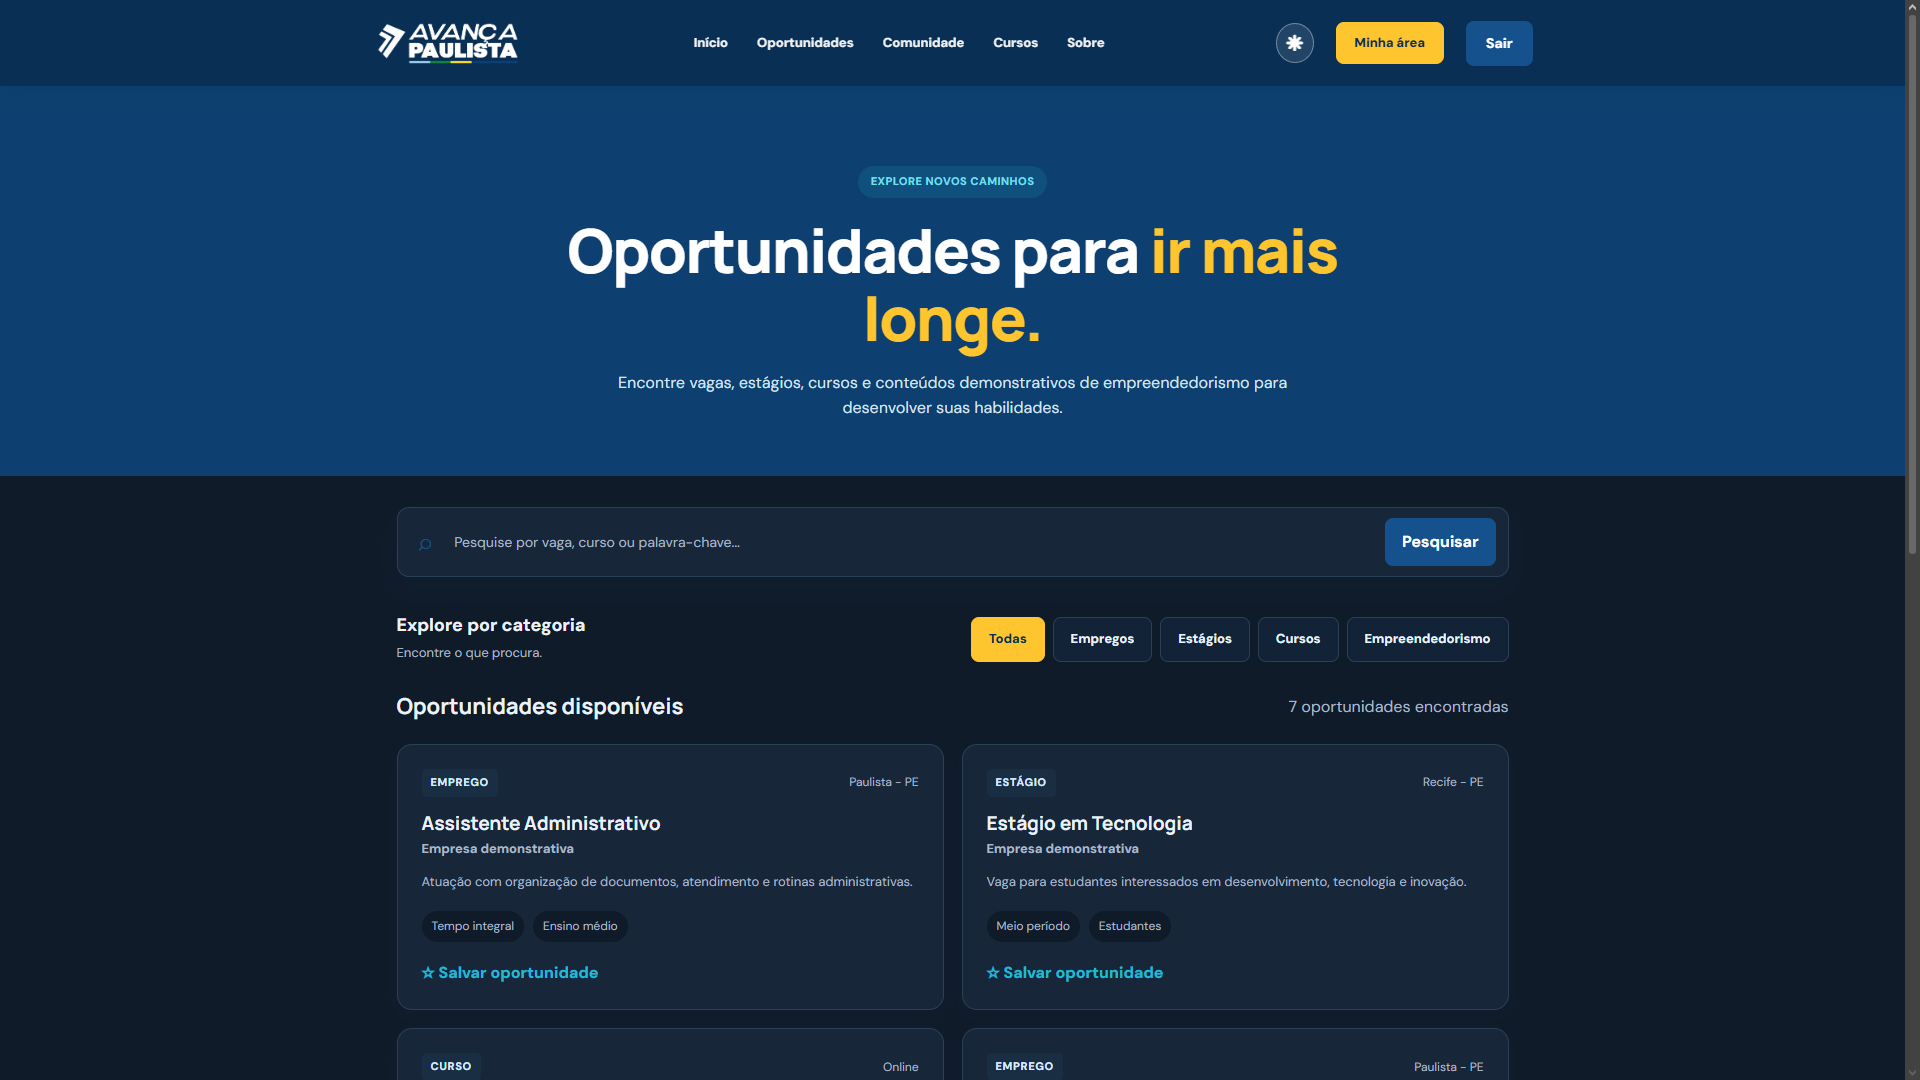 AVANÇA
PAULISTA
Início
Oportunidades
Comunidade
Cursos
Sobre
Minha área
Sair
EXPLORE NOVOS CAMINHOS
Oportunidades para ir mais
longe.
Encontre vagas, estágios, cursos e conteúdos demonstrativos de empreendedorismo para
desenvolver suas habilidades.
Pesquise por vaga, curso ou palavra-chave...
Pesquisar
Explore por categoria
Encontre o que procura.
Todas
Empregos
Estágios
Cursos
Empreendedorismo
Oportunidades disponíveis
7 oportunidades encontradas
EMPREGO
Paulista - PE
Assistente Administrativo
Empresa demonstrativa
Atuação com organização de documentos, atendimento e rotinas administrativas.
Tempo integral
Ensino médio
☆ Salvar oportunidade
ESTÁGIO
Recife - PE
Estágio em Tecnologia
Empresa demonstrativa
Vaga para estudantes interessados em desenvolvimento, tecnologia e inovação.
Meio período
Estudantes
☆ Salvar oportunidade
CURSO
Online
EMPREGO
Paulista - PE